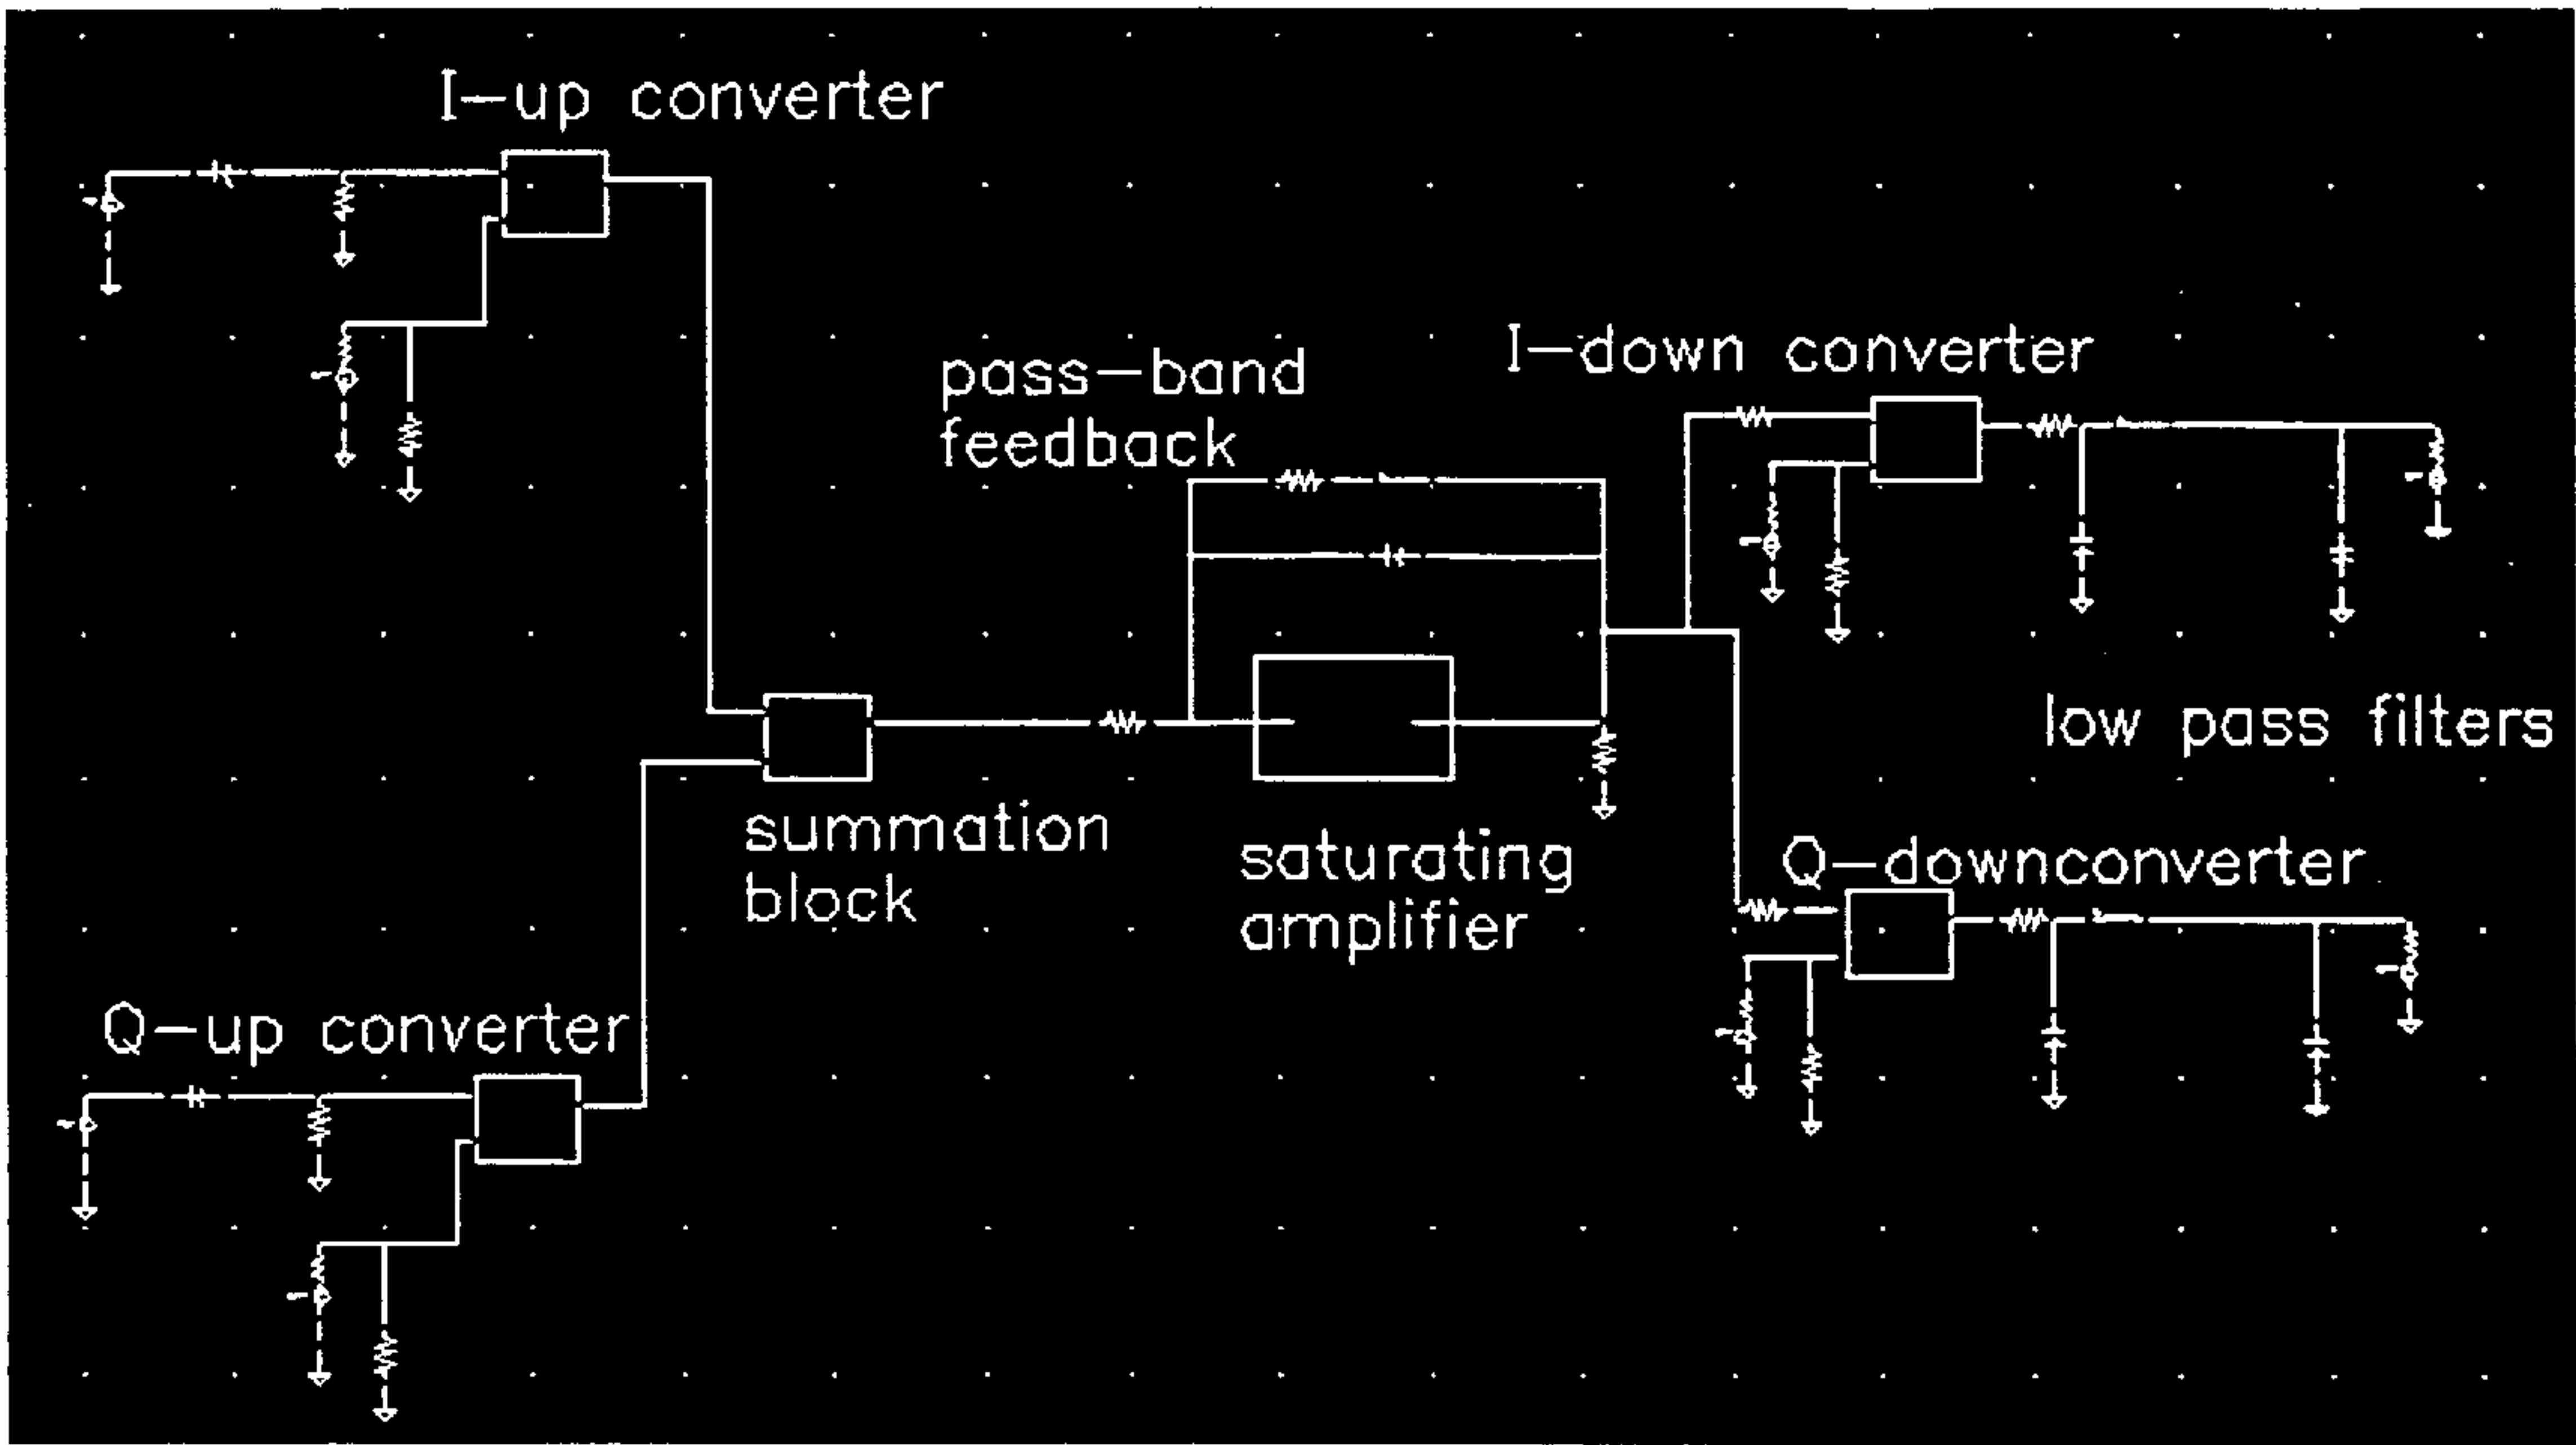 I-up converter
pass-band
feedback
I-down converter
low pass filters
summation
block
saturating
amplifier
Q-downconverter
Q-up converter